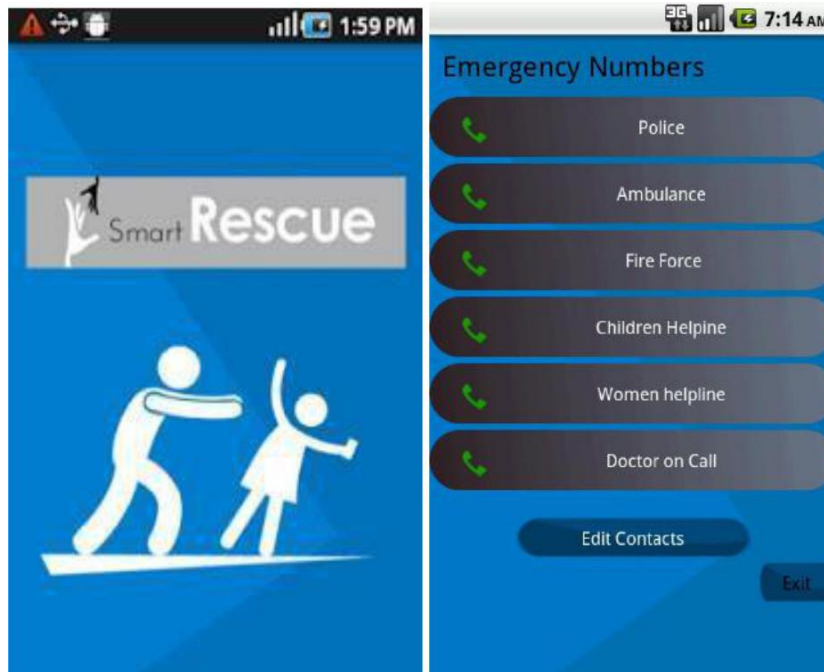 1:59 PM
Smart Rescue
3G 7:14 AM
Emergency Numbers
Police
Ambulance
Fire Force
Children Helpine
Women helpline
Doctor on Call
Edit Contacts
Exit